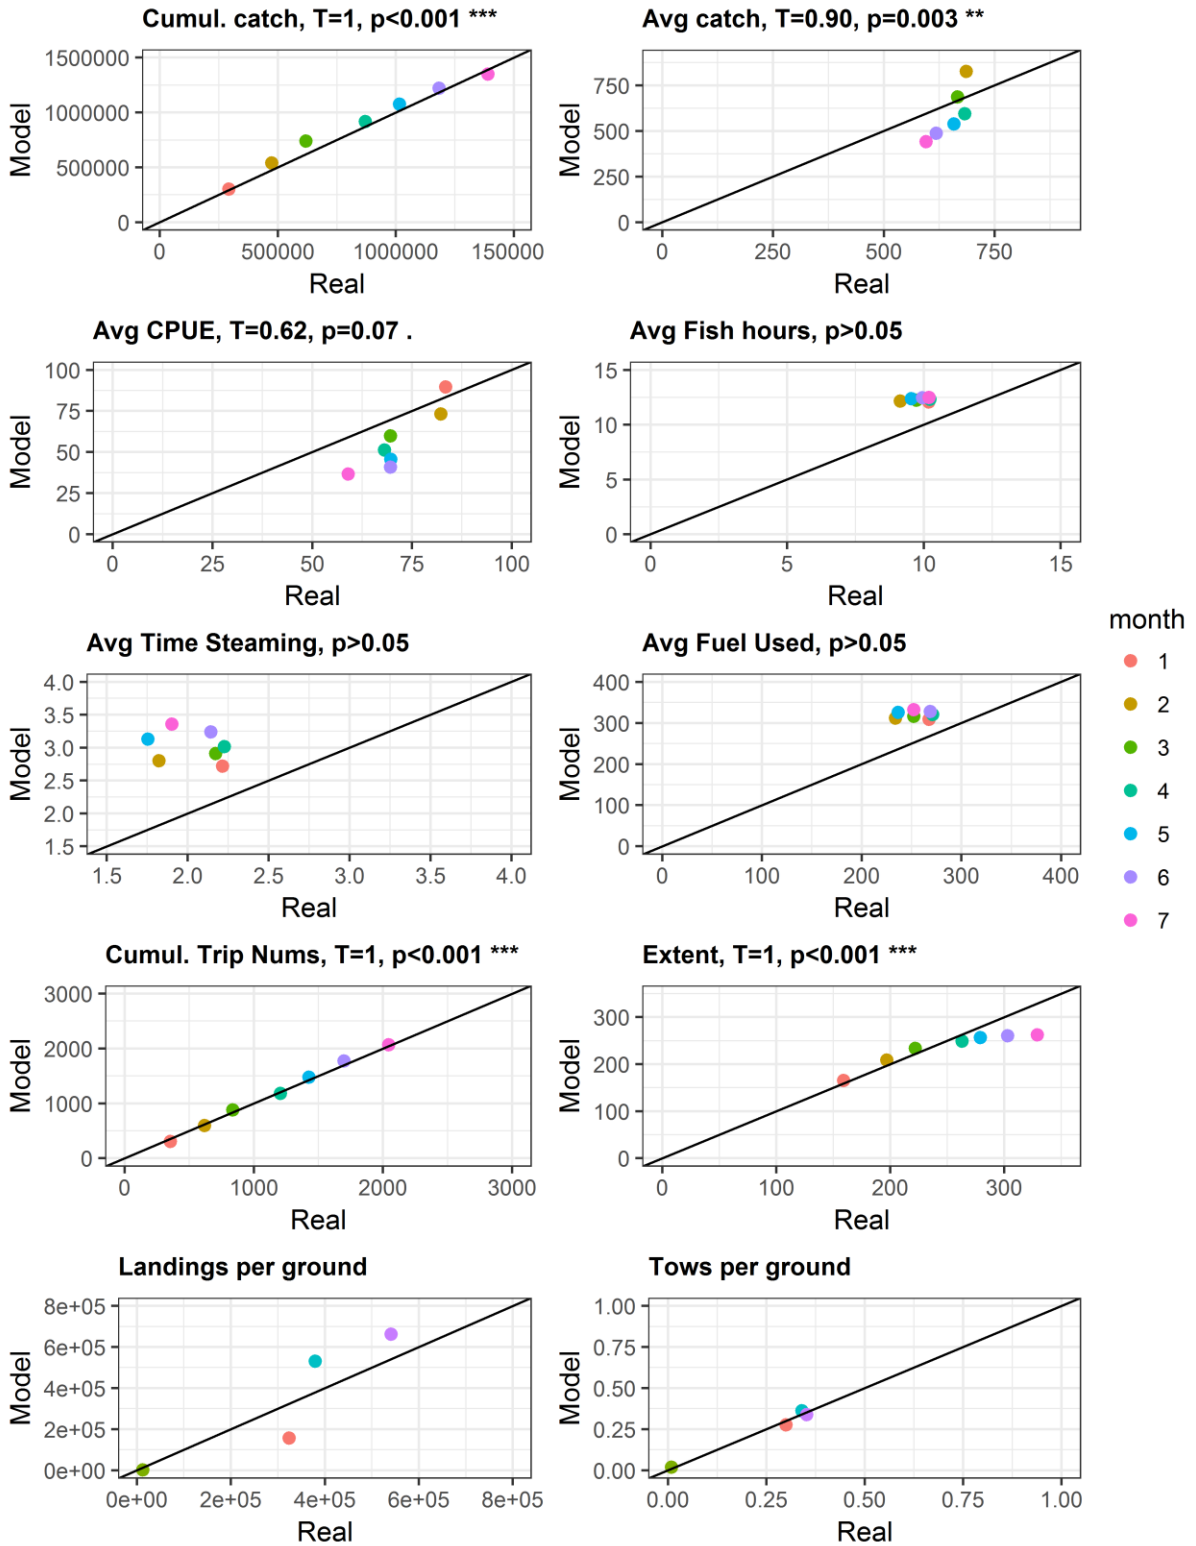 Cumul. catch, T=1, p<0.001 ***
1500000
1000000
500000
0
Model
0 500000 1000000 150000
Real
Avg catch, T=0.90, p=0.003 **
750
500
250
0
Model
0 250 500 750
Real
Avg CPUE, T=0.62, p=0.07 .
100
75
50
25
0
Model
0 25 50 75 100
Real
Avg Fish hours, p>0.05
15
10
5
0
Model
0 5 10 15
Real
Avg Time Steaming, p>0.05
4.0
3.5
3.0
2.5
2.0
1.5
Model
1.5 2.0 2.5 3.0 3.5 4.0
Real
Avg Fuel Used, p>0.05
400
300
200
100
0
Model
0 100 200 300 400
Real
month
1
2
3
4
5
6
7
Cumul. Trip Nums, T=1, p<0.001 ***
3000
2000
1000
0
Model
0 1000 2000 3000
Real
Extent, T=1, p<0.001 ***
300
200
100
0
Model
0 100 200 300
Real
Landings per ground
8e+05
6e+05
4e+05
2e+05
0e+00
Model
0e+00 2e+05 4e+05 6e+05 8e+05
Real
Tows per ground
1.00
0.75
0.50
0.25
0.00
Model
0.00 0.25 0.50 0.75 1.00
Real